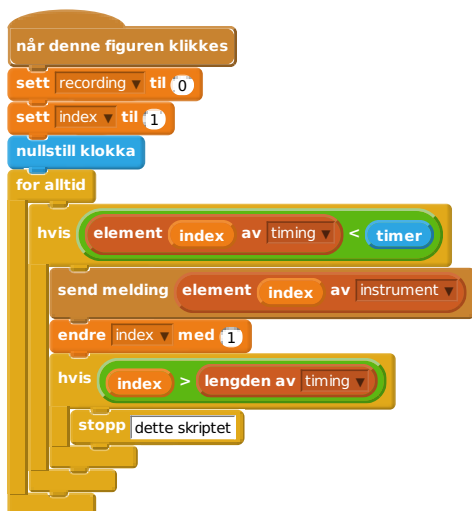 når denne figuren klikkes
sett recording til 0
sett index til 1
nullstill klokka
for alltid
hvis element index av timing < timer
send melding element index av instrument
endre index med 1
hvis index > lengden av timing
stopp dette skriptet